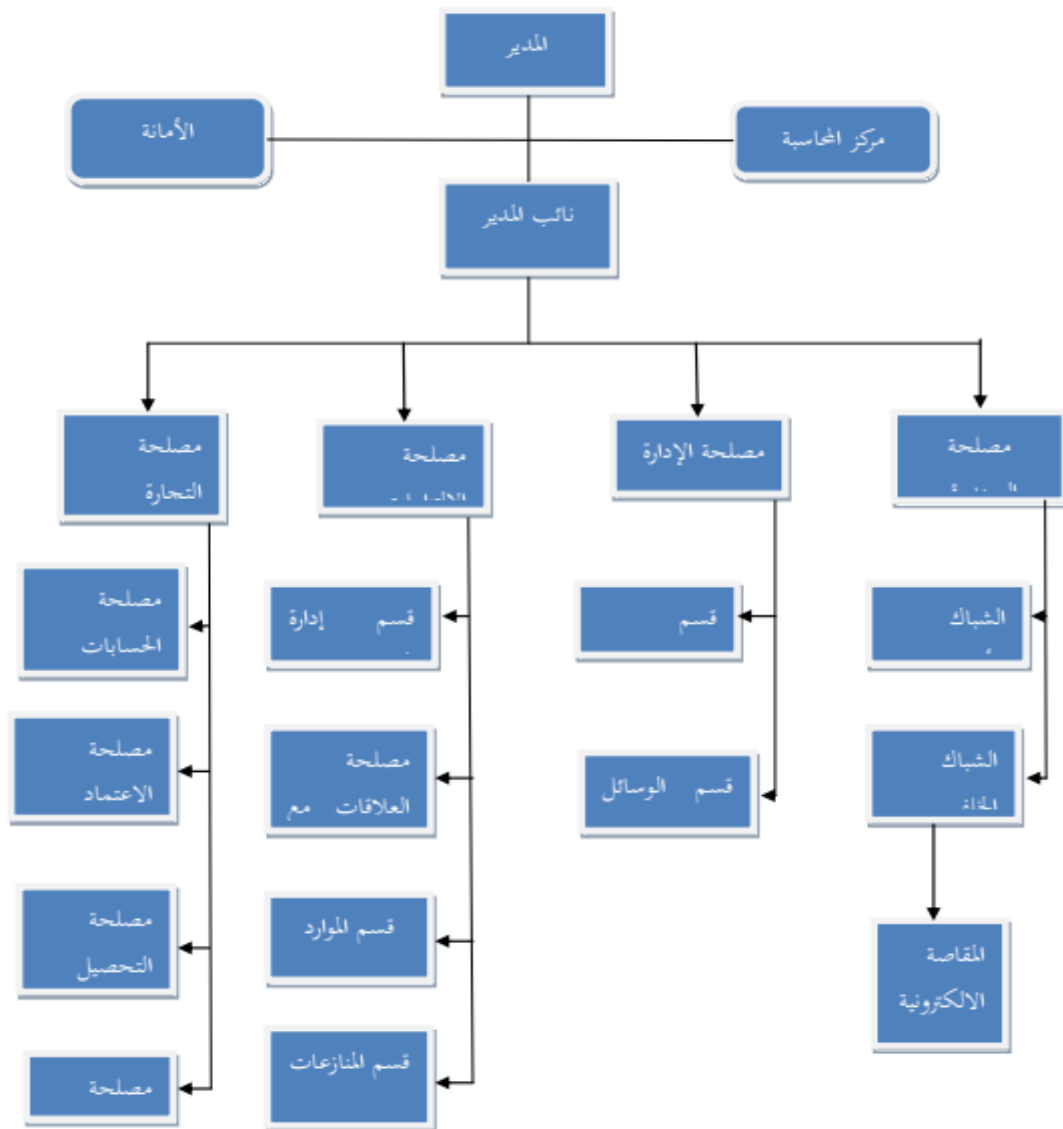 المدير
مركز المحاسبة
الأمانة
نائب المدير
مصلحة
مصلحة الإدارة
مصلحة
مصلحة
التجارة
الشباك
قسم
قسم إدارة
مصلحة
الحسابات
الشباك
قسم الوسائل
مصلحة
العلاقات مع
مصلحة
الاعتماد
المقاصة
الالكترونية
قسم الموارد
مصلحة
التحصيل
قسم المنازعات
مصلحة